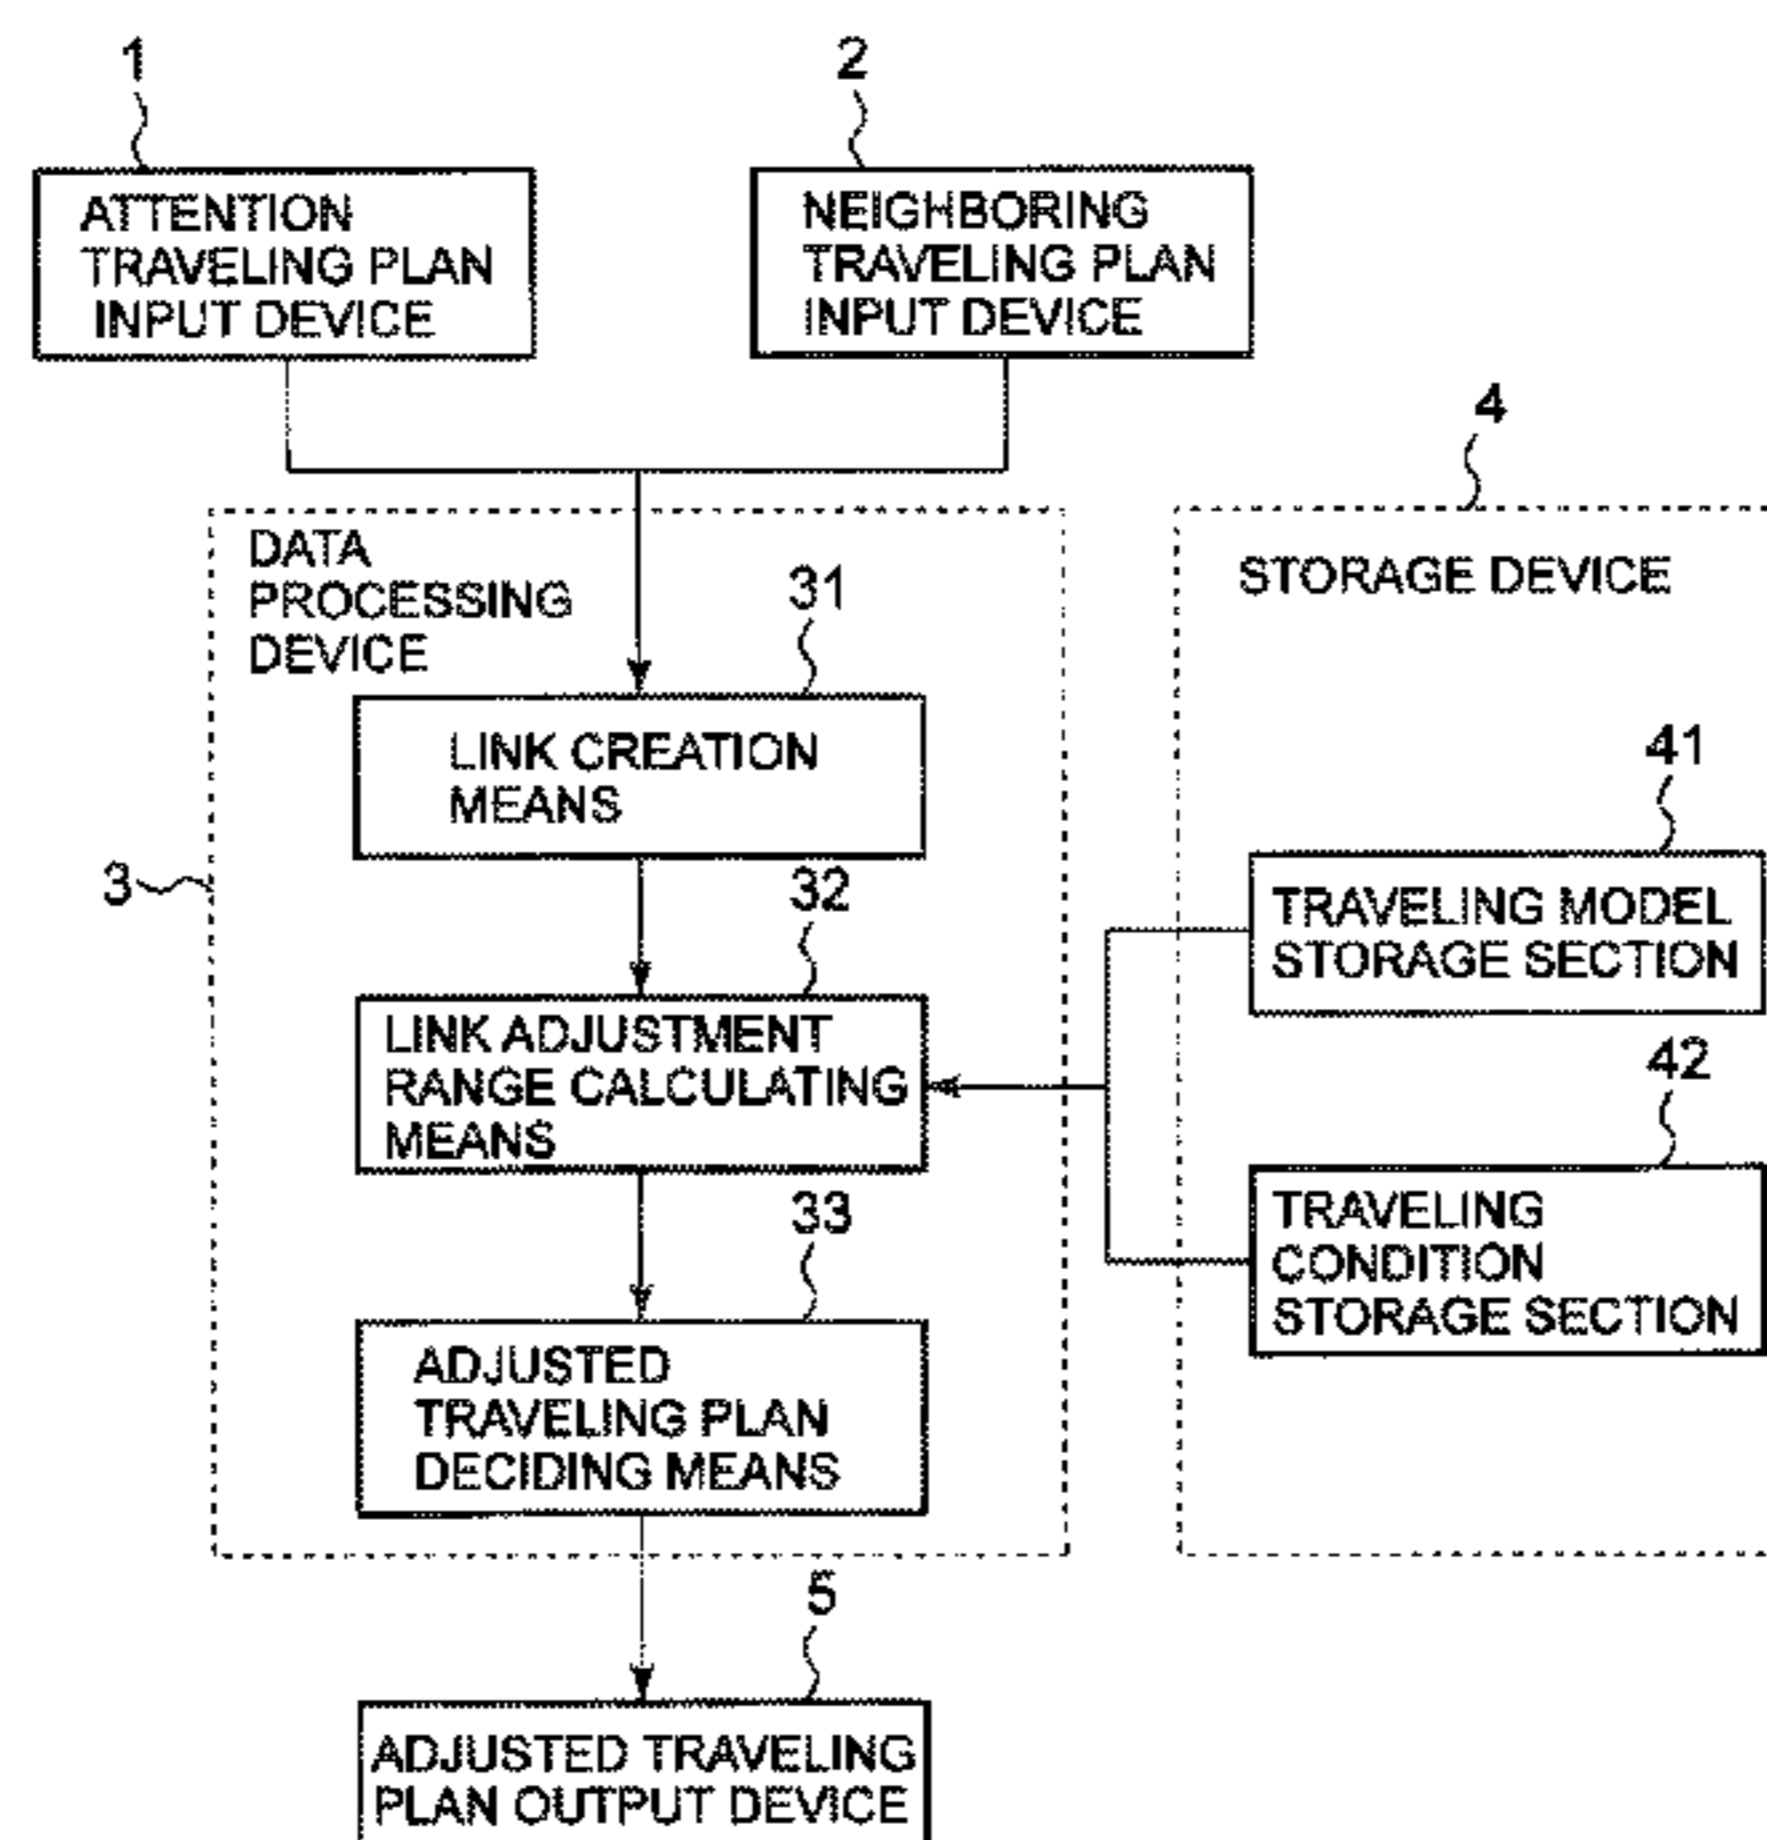 1
2
ATTENTION
TRAVELING PLAN
INPUT DEVICE
NEIGHBORING
TRAVELING PLAN
INPUT DEVICE
4
DATA
PROCESSING
DEVICE
STORAGE DEVICE
31
LINK CREATION
MEANS
41
3
32
TRAVELING MODEL
STORAGE SECTION
LINK ADJUSTMENT
RANGE CALCULATING
MEANS
42
33
TRAVELING
CONDITION
STORAGE SECTION
ADJUSTED
TRAVELING PLAN
DECIDING MEANS
5
ADJUSTED TRAVELING
PLAN OUTPUT DEVICE